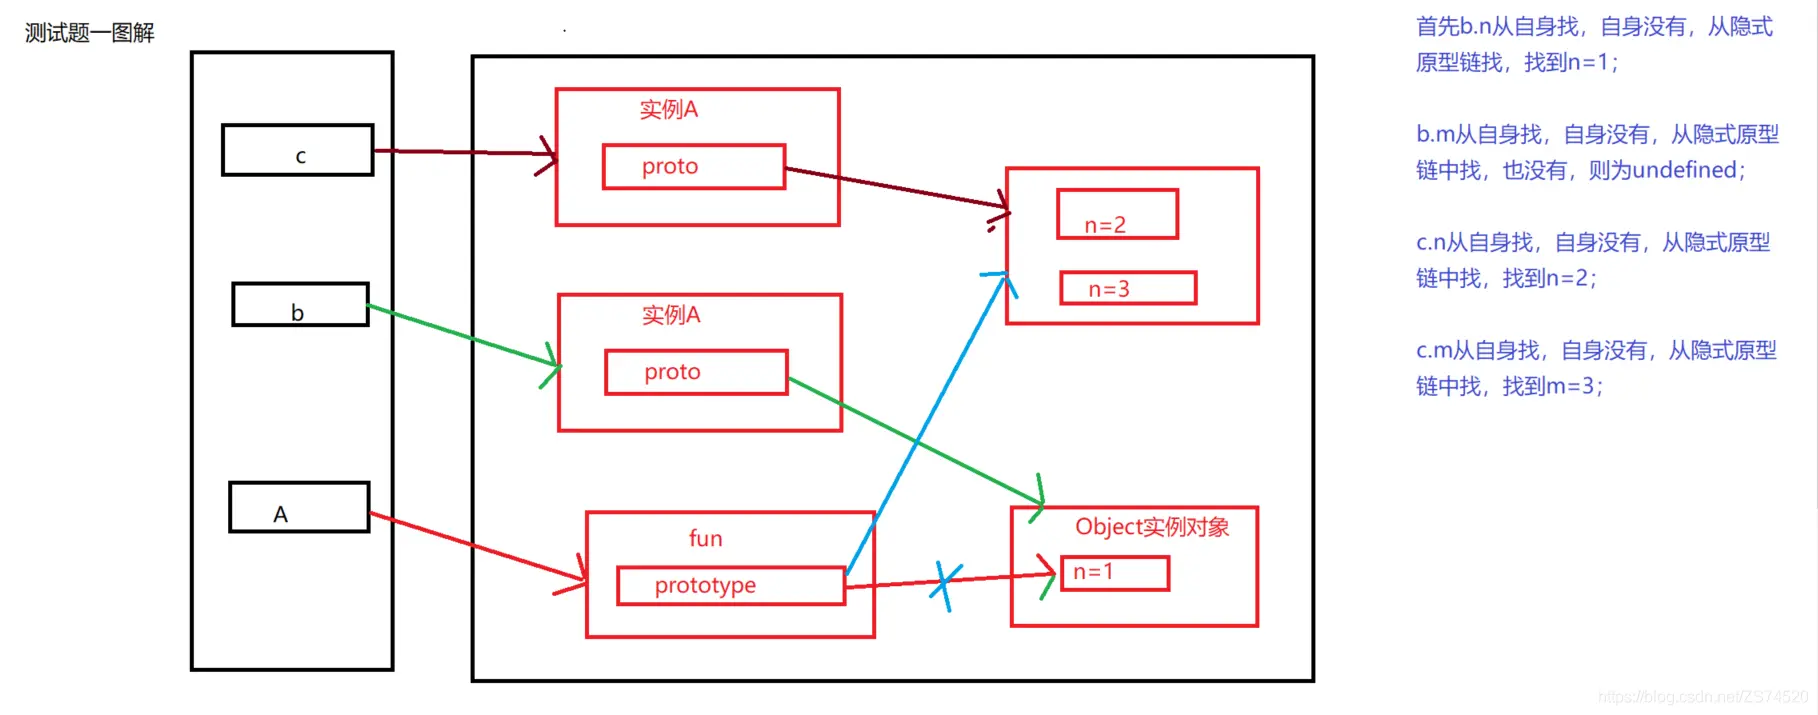 测试题一图解
c
b
A
实例A
proto
实例A
proto
fun
prototype
n=2
n=3
Object实例对象
n=1
首先b.n从自身找，自身没有，从隐式
原型链找，找到n=1；
b.m从自身找，自身没有，从隐式原型
链中找，也没有，则为undefined；
c.n从自身找，自身没有，从隐式原型
链中找，找到n=2；
c.m从自身找，自身没有，从隐式原型
链中找，找到m=3；
https://blog.csdn.net/ZS74520